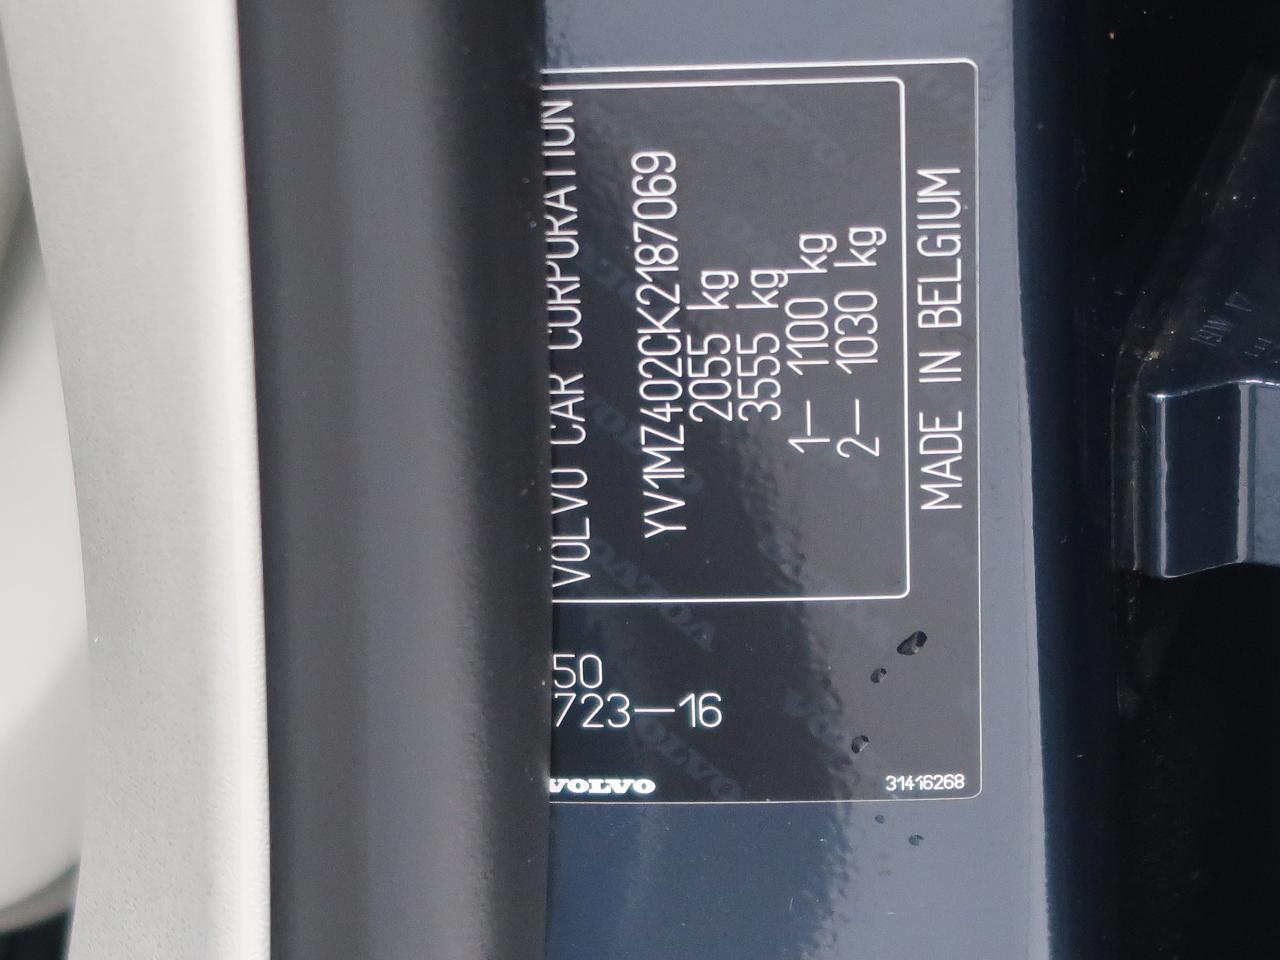 VOLVO CAR CORPORATION
YV1MZ402CK2187069
2055 kg
3555 kg
1— 1100 kg
2— 1030 kg
MADE IN BELGIUM
50
723—16
VOLVO
31416268